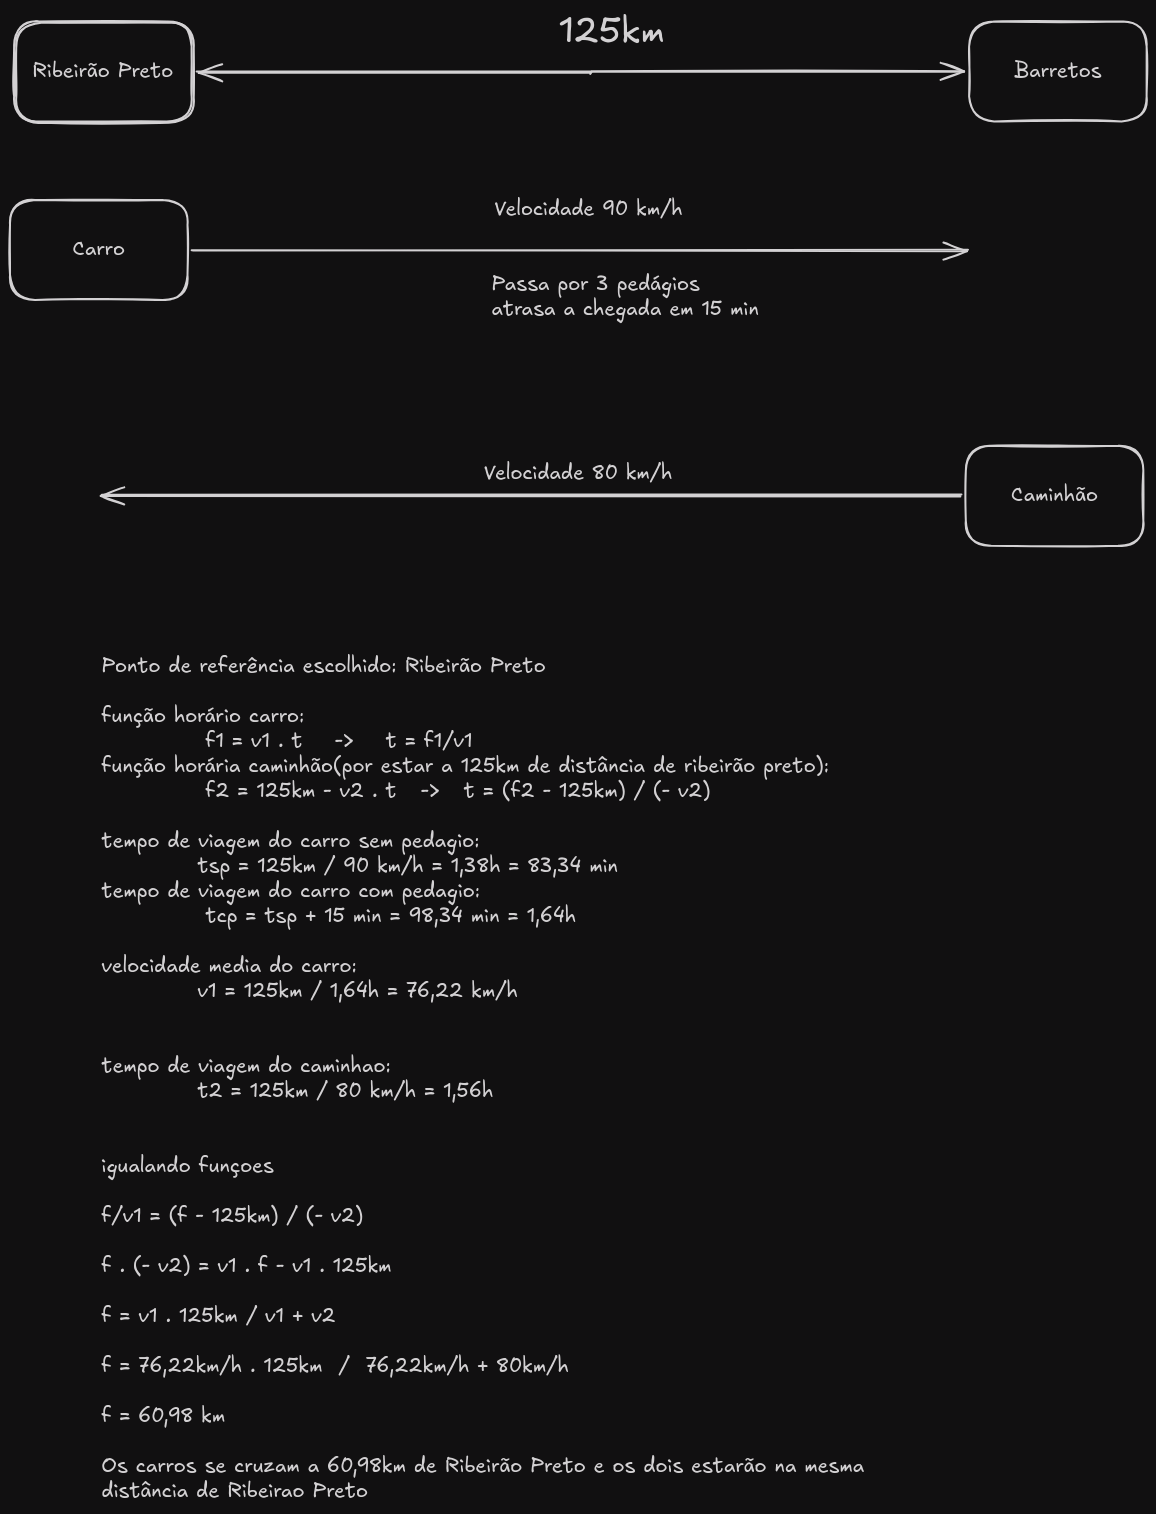 125km
Ribeirão Preto
Barretos
Velocidade 90 km/h
Carro
Passa por 3 pedágios
atrasa a chegada em 15 min
Velocidade 80 km/h
Caminhão
Ponto de referência escolhido: Ribeirão Preto
função horário carro:
f1 = v1 . t -> t = f1/v1
função horária caminhão(por estar a 125km de distância de ribeirão preto):
f2 = 125km - v2 . t -> t = (f2 - 125km) / (- v2)
tempo de viagem do carro sem pedagio:
tsp = 125km / 90 km/h = 1,38h = 83,34 min
tempo de viagem do carro com pedagio:
tcp = tsp + 15 min = 98,34 min = 1,64h
velocidade media do carro:
v1 = 125km / 1,64h = 76,22 km/h
tempo de viagem do caminhao:
t2 = 125km / 80 km/h = 1,56h
igualando funçoes
f/v1 = (f - 125km) / (- v2)
f . (- v2) = v1 . f - v1 . 125km
f = v1 . 125km / v1 + v2
f = 76,22km/h . 125km / 76,22km/h + 80km/h
f = 60,98 km
Os carros se cruzam a 60,98km de Ribeirão Preto e os dois estarão na mesma
distância de Ribeirao Preto